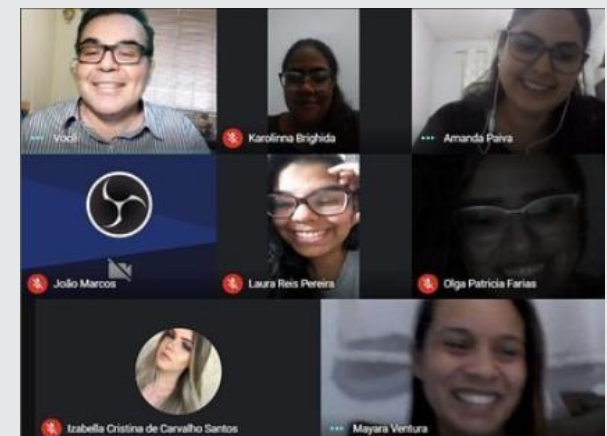 Você
Karolinna Brighida
Amanda Paiva
João Marcos
Laura Reis Pereira
Olga Patricia Farias
Izabella Cristina de Carvalho Santos
Mayara Ventura